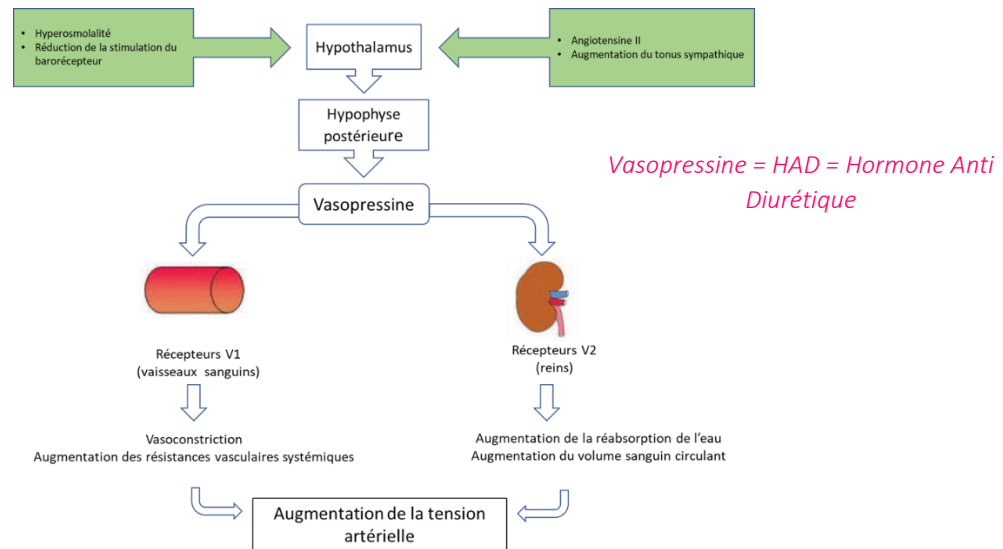 • Hyperosmolalité
• Réduction de la stimulation du
barorécepteur
Hypothalamus
• Angiotensine II
• Augmentation du tonus sympathique
Hypophyse
postérieure
Vasopressine = HAD = Hormone Anti
Diurétique
Vasopressine
Récepteurs V1
(vaisseaux sanguins)
Récepteurs V2
(reins)
Vasoconstriction
Augmentation des résistances vasculaires systémiques
Augmentation de la réabsorption de l'eau
Augmentation du volume sanguin circulant
Augmentation de la tension
artérielle